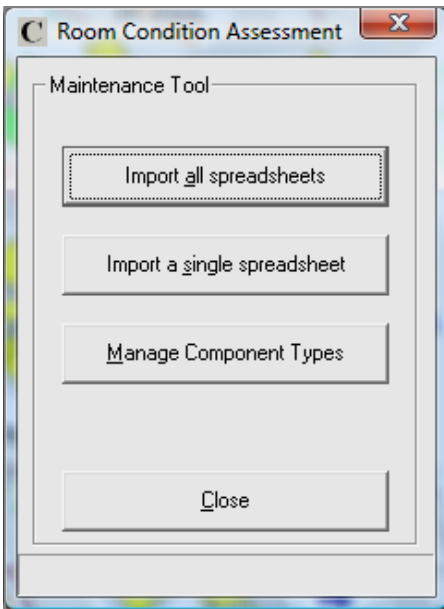 C Room Condition Assessment X
Maintenance Tool
Import all spreadsheets
Import a single spreadsheet
Manage Component Types
Close